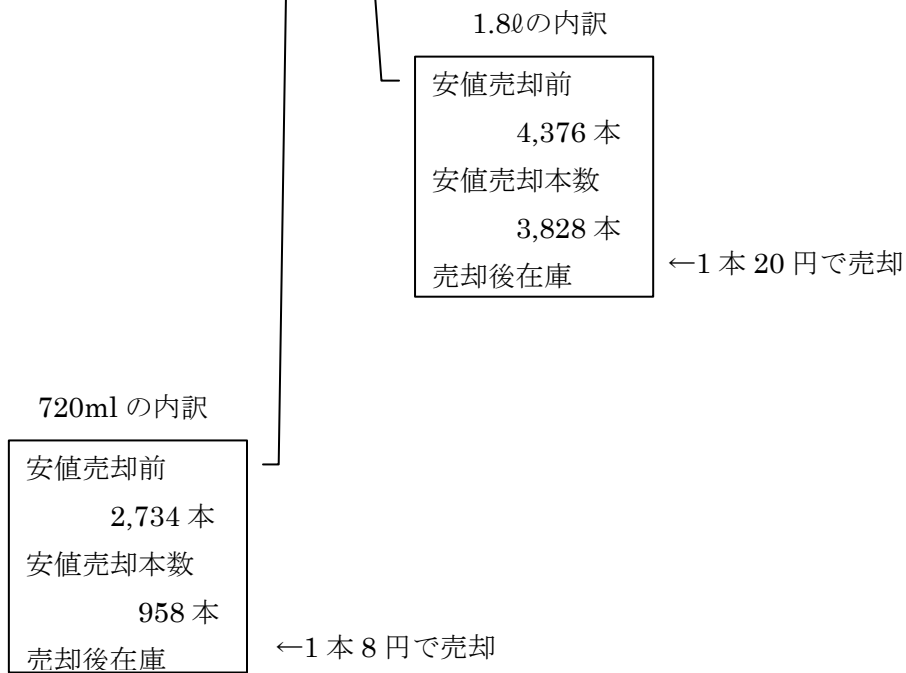 1.8ℓの内訳
安値売却前
4,376 本
安値売却本数
3,828 本
売却後在庫
←1 本 20 円で売却
720ml の内訳
安値売却前
2,734 本
安値売却本数
958 本
売却後在庫
←1 本 8 円で売却